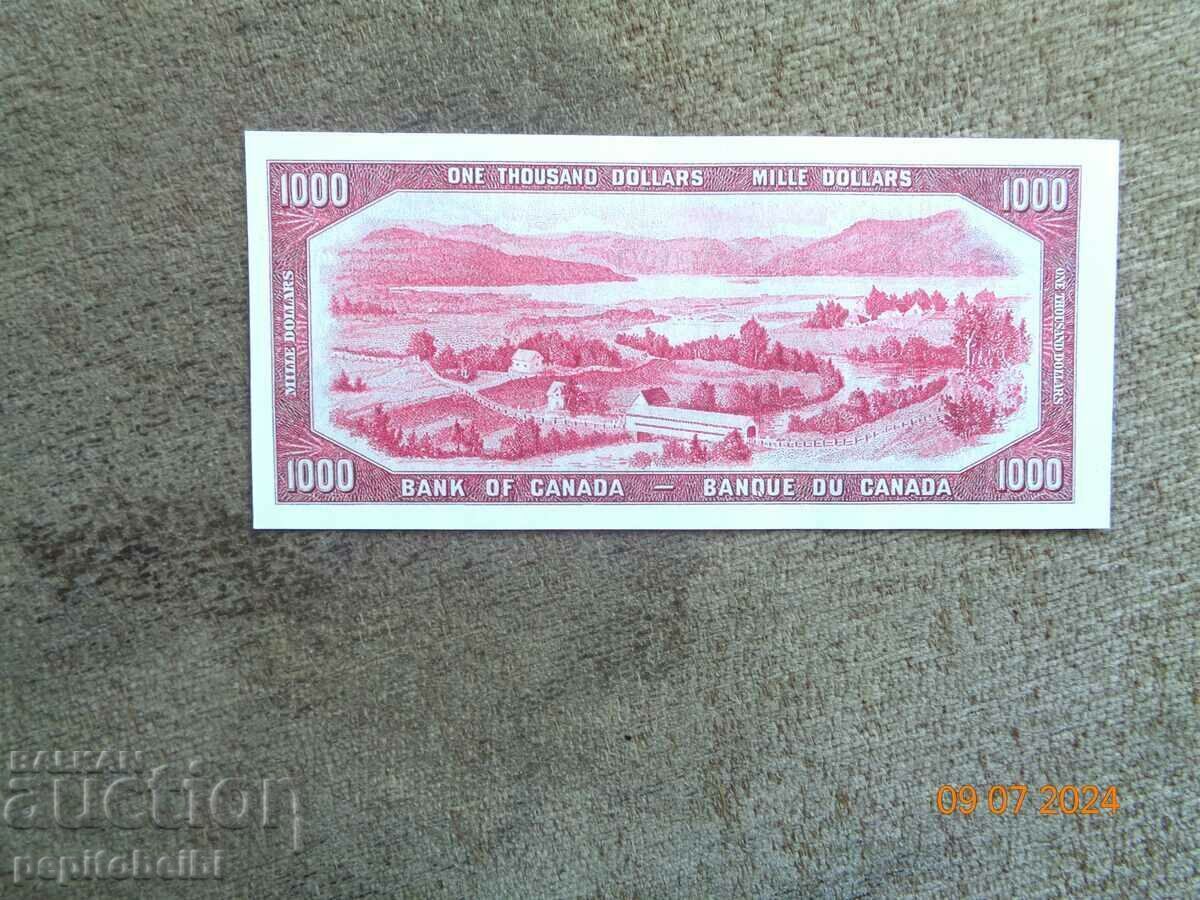 1000 ONE THOUSAND DOLLARS MILLE DOLLARS 1000
MILLE DOLLARS
ONE THOUSAND DOLLARS
1000 BANK OF CANADA — BANQUE DU CANADA 1000
BALKAN
auction
pepitobeibi
09 07 2024